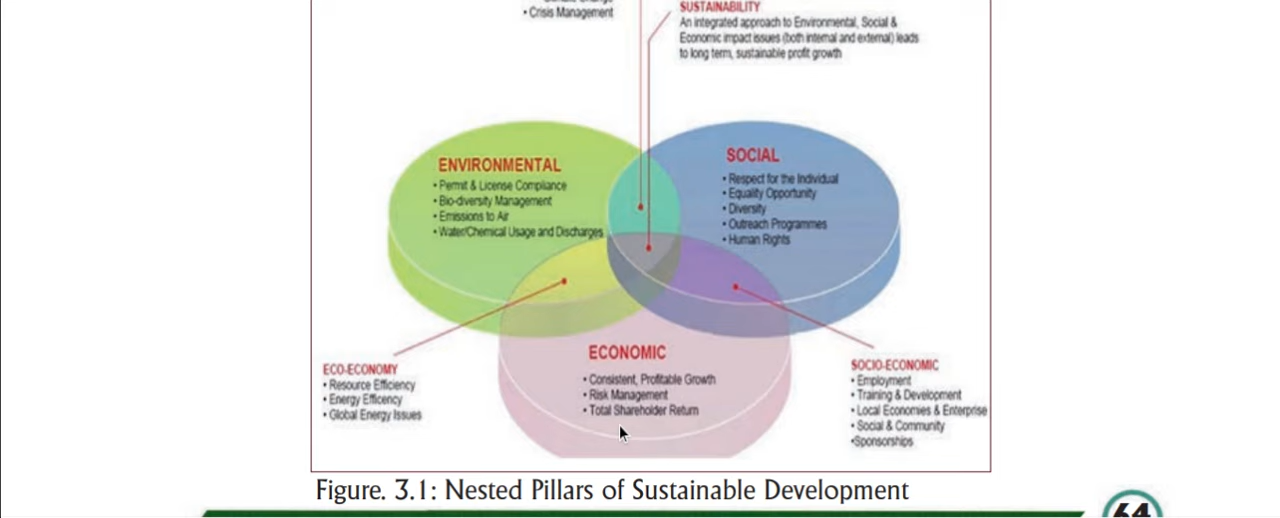 • Crisis Management
SUSTAINABILITY
An integrated approach to Environmental, Social &
Economic impact issues (both internal and external) leads
to long term, sustainable profit growth
ENVIRONMENTAL
• Permit & License Compliance
• Bio-diversity Management
• Emissions to Air
• Water/Chemical Usage and Discharges
SOCIAL
• Respect for the Individual
• Equality Opportunity
• Diversity
• Outreach Programmes
• Human Rights
ECONOMIC
• Consistent, Profitable Growth
• Risk Management
• Total Shareholder Return
ECO-ECONOMY
• Resource Efficiency
• Energy Efficency
• Global Energy Issues
SOCIO-ECONOMIC
• Employment
• Training & Development
• Local Economies & Enterprise
• Social & Community
•Sponsorships
Figure. 3.1: Nested Pillars of Sustainable Development
64